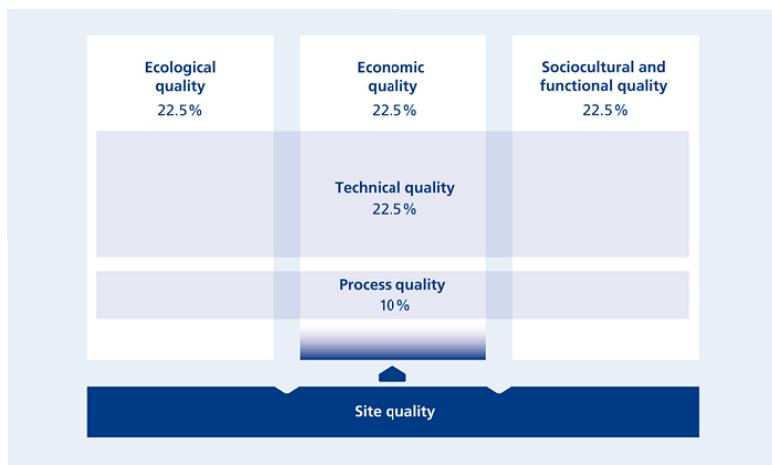 Ecological
quality
22.5%
Economic
quality
22.5%
Sociocultural and
functional quality
22.5%
Technical quality
22.5%
Process quality
10%
Site quality